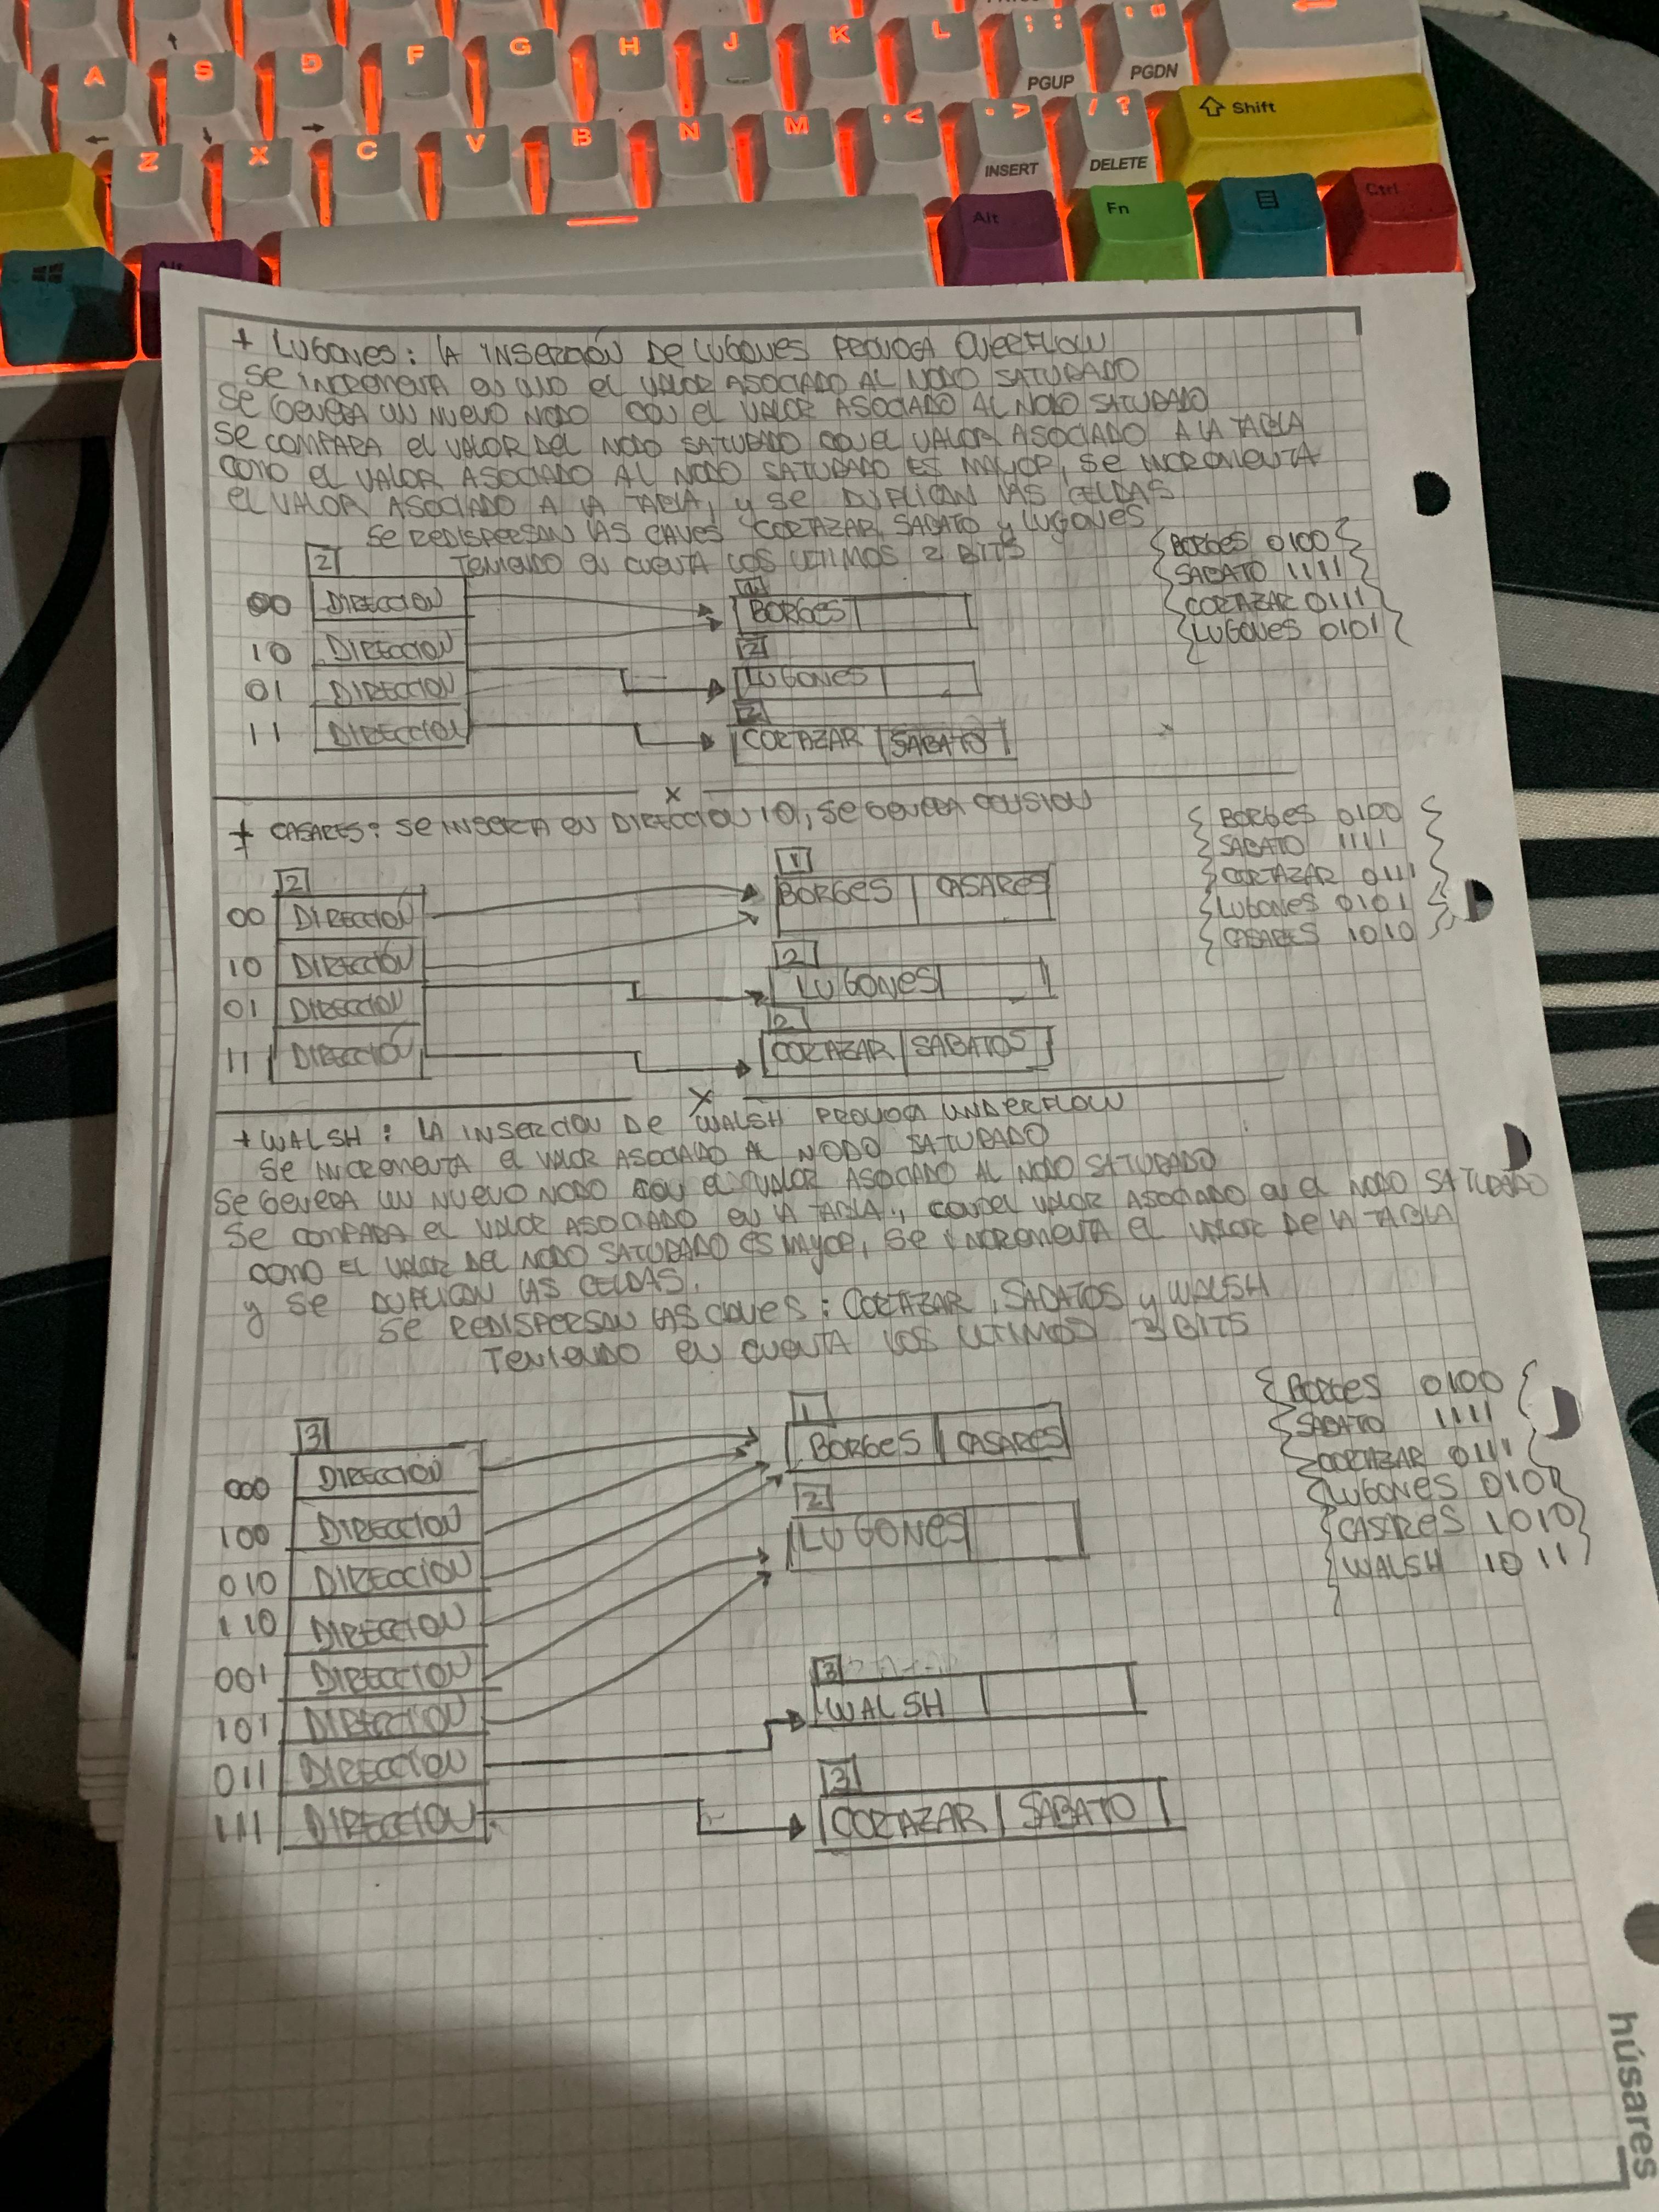 A S D F G H J K L : ; " '
PGUP PGDN
Z X C V B N M , < . > / ? Shift
INSERT DELETE
Alt Alt Fn Ctrl
+ LUGONES: LA INSERCIÓN DE LUGONES PROVOCA OVERFLOW
SE INCREMENTA EN UNO EL VALOR ASOCIADO AL NODO SATURADO
SE GENERA UN NUEVO NODO CON EL VALOR ASOCIADO AL NODO SATURADO
SE COMPARA EL VALOR DEL NODO SATURADO CON EL VALOR ASOCIADO A LA TABLA
COMO EL VALOR ASOCIADO AL NODO SATURADO ES MAYOR, SE INCREMENTA
EL VALOR ASOCIADO A LA TABLA, Y SE DUPLICAN LAS CELDAS
SE REDISPERSAN LAS CLAVES CORTAZAR, SABATO Y LUGONES
TENIENDO EN CUENTA LOS ULTIMOS 2 BITS
2
00 DIRECCION BORGES
10 DIRECCION 2
01 DIRECCION LUGONES
2
11 DIRECCION CORTAZAR SABATO
BORGES 0100
SABATO 1111
CORTAZAR 0111
LUGONES 0101
X
+ CASARES: SE INSERTA EN DIRECCION 10, SE GENERA COLISION
2 1
00 DIRECCIÓN BORGES CASARES
10 DIRECCIÓN 2
01 DIRECCIÓN LUGONES
2
11 DIRECCIÓN CORTAZAR SABATOS
BORGES 0100
SABATO 1111
CORTAZAR 0111
LUGONES 0101
CASARES 1010
X
+ WALSH: LA INSERCION DE WALSH PROVOCA UNDERFLOW
SE INCREMENTA EL VALOR ASOCIADO AL NODO SATURADO
SE GENERA UN NUEVO NODO CON EL VALOR ASOCIADO AL NODO SATURADO
SE COMPARA EL VALOR ASOCIADO EN LA TABLA, CON EL VALOR ASOCIADO EN EL NODO SATURADO
COMO EL VALOR DEL NODO SATURADO ES MAYOR, SE INCREMENTA EL VALOR DE LA TABLA
Y SE DUPLICAN LAS CELDAS.
SE REDISPERSAN LAS CLAVES: CORTAZAR, SABATOS Y WALSH
TENIENDO EN CUENTA LOS ULTIMOS 3 BITS
3 1
000 DIRECCION BORGES CASARES
100 DIRECCION 2
010 DIRECCION LUGONES
110 DIRECCION
001 DIRECCION 3
101 DIRECCION WALSH
011 DIRECCION 3
111 DIRECCION CORTAZAR SABATO
BORGES 0100
SABATO 1111
CORTAZAR 0111
LUGONES 0101
CASARES 1010
WALSH 1011
húsares